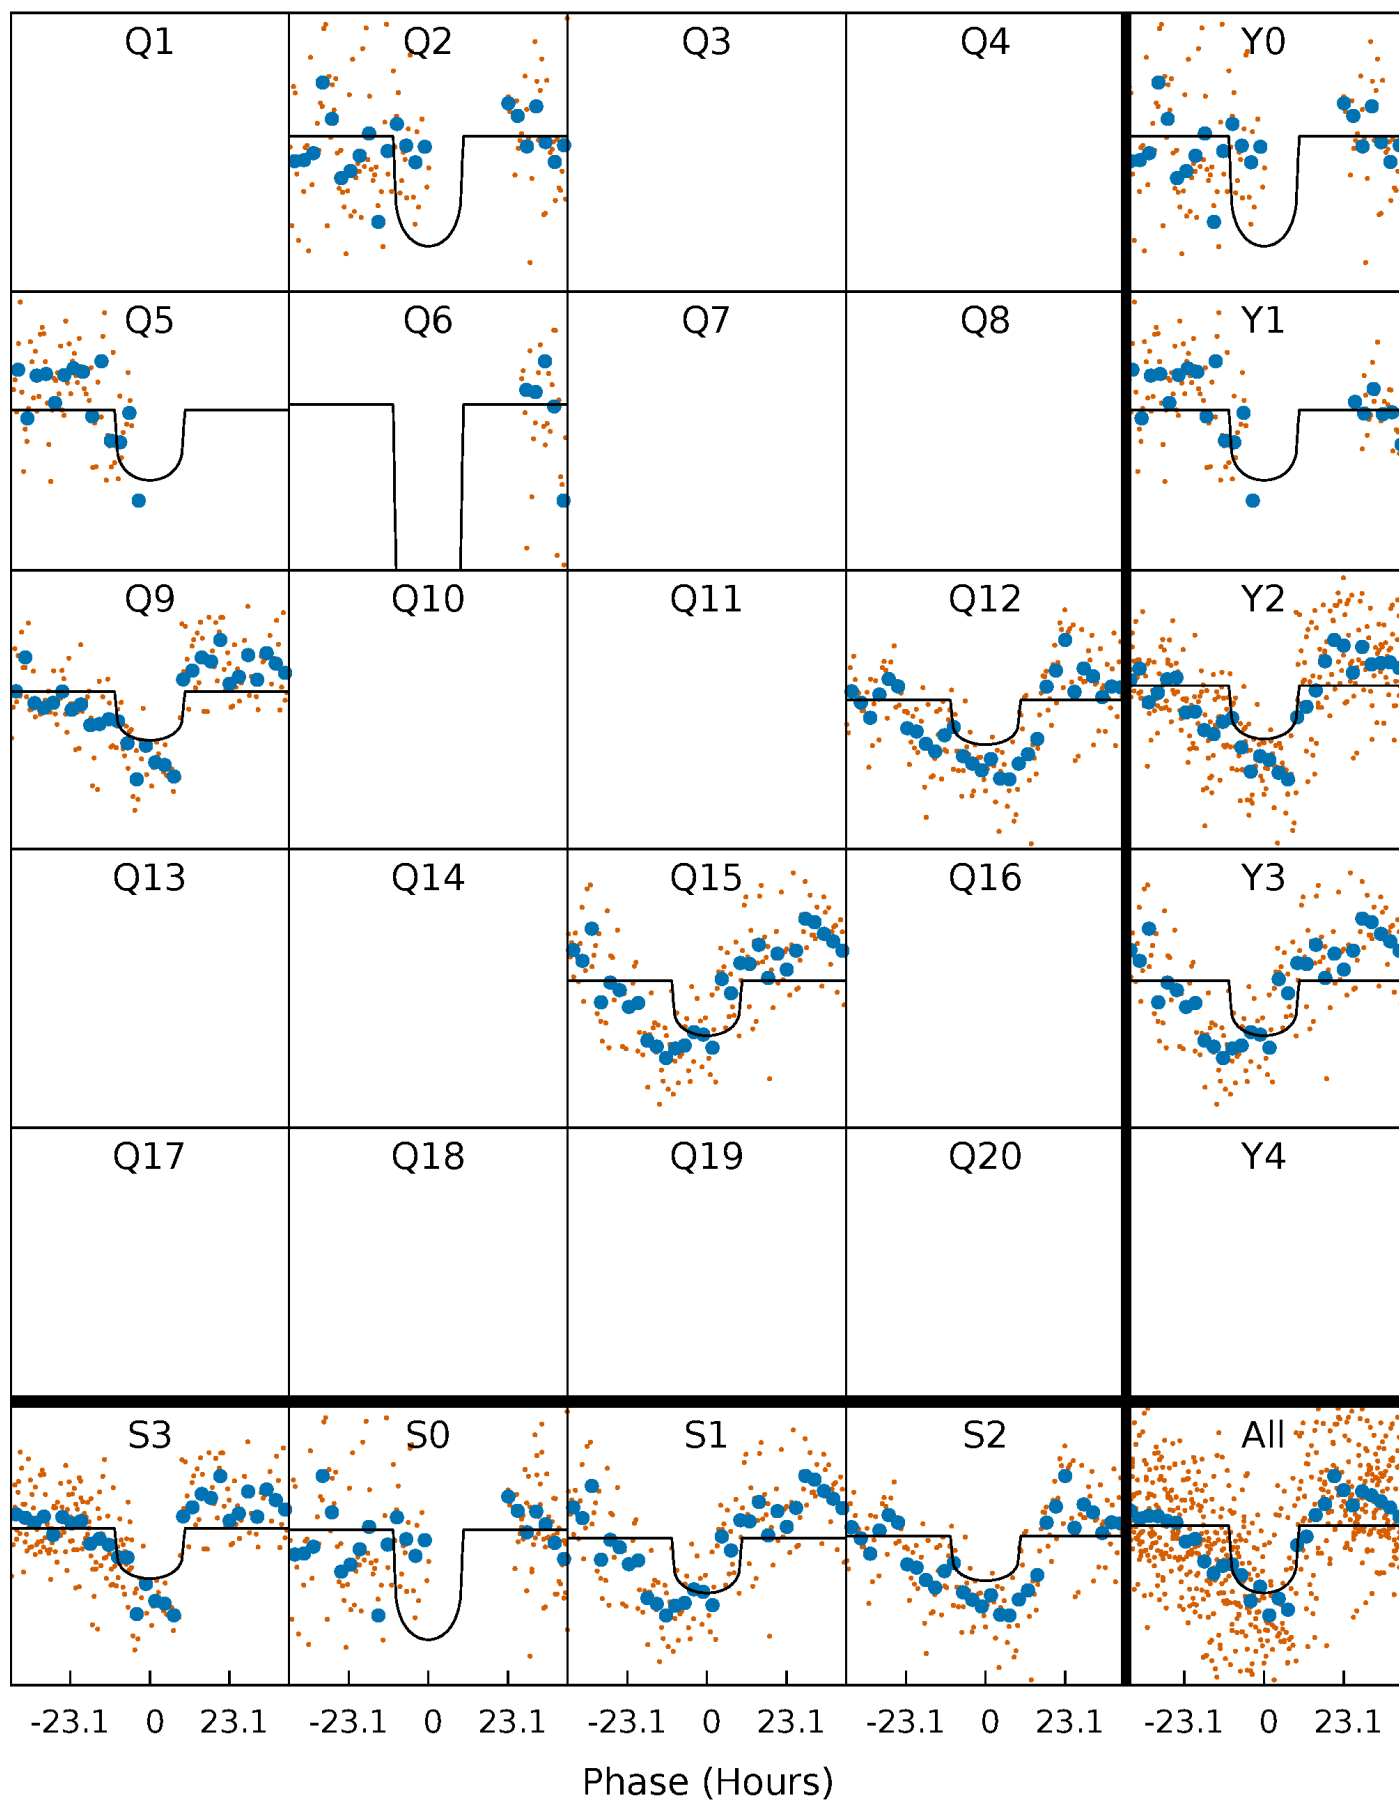 Q1 Q2 Q3 Q4 Y0
Q5 Q6 Q7 Q8 Y1
Q9 Q10 Q11 Q12 Y2
Q13 Q14 Q15 Q16 Y3
Q17 Q18 Q19 Q20 Y4
S3 S0 S1 S2 All
-23.1 0 23.1 -23.1 0 23.1 -23.1 0 23.1 -23.1 0 23.1 -23.1 0 23.1
Phase (Hours)